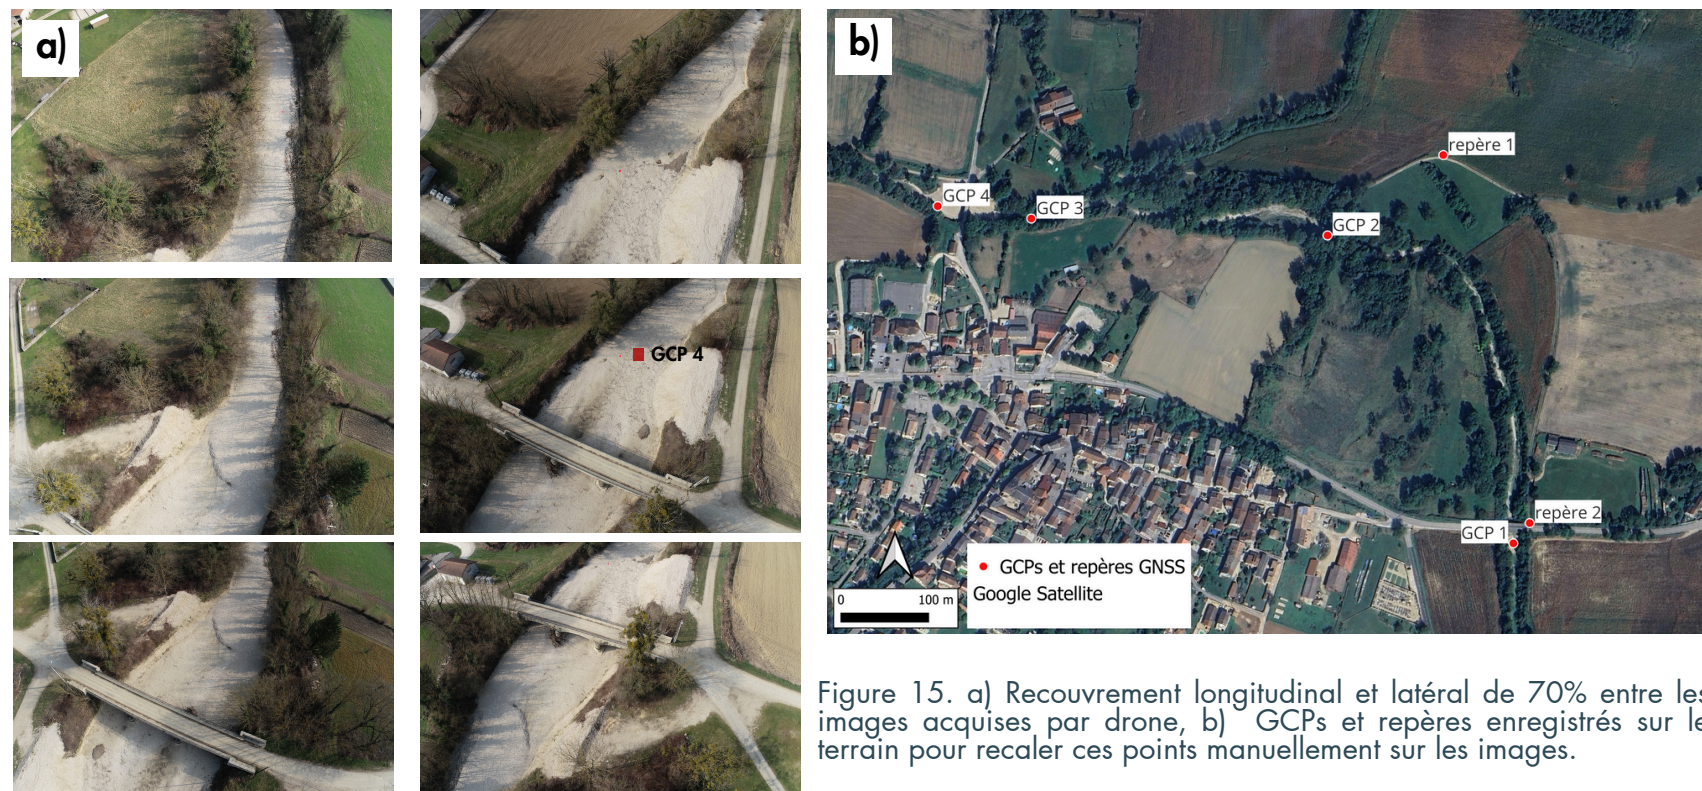 a)
GCP 4
b)
repère 1
GCP 4
GCP 3
GCP 2
repère 2
GCP 1
GCPs et repères GNSS
Google Satellite
0 100 m
Figure 15. a) Recouvrement longitudinal et latéral de 70% entre les
images acquises par drone, b) GCPs et repères enregistrés sur le
terrain pour recaler ces points manuellement sur les images.